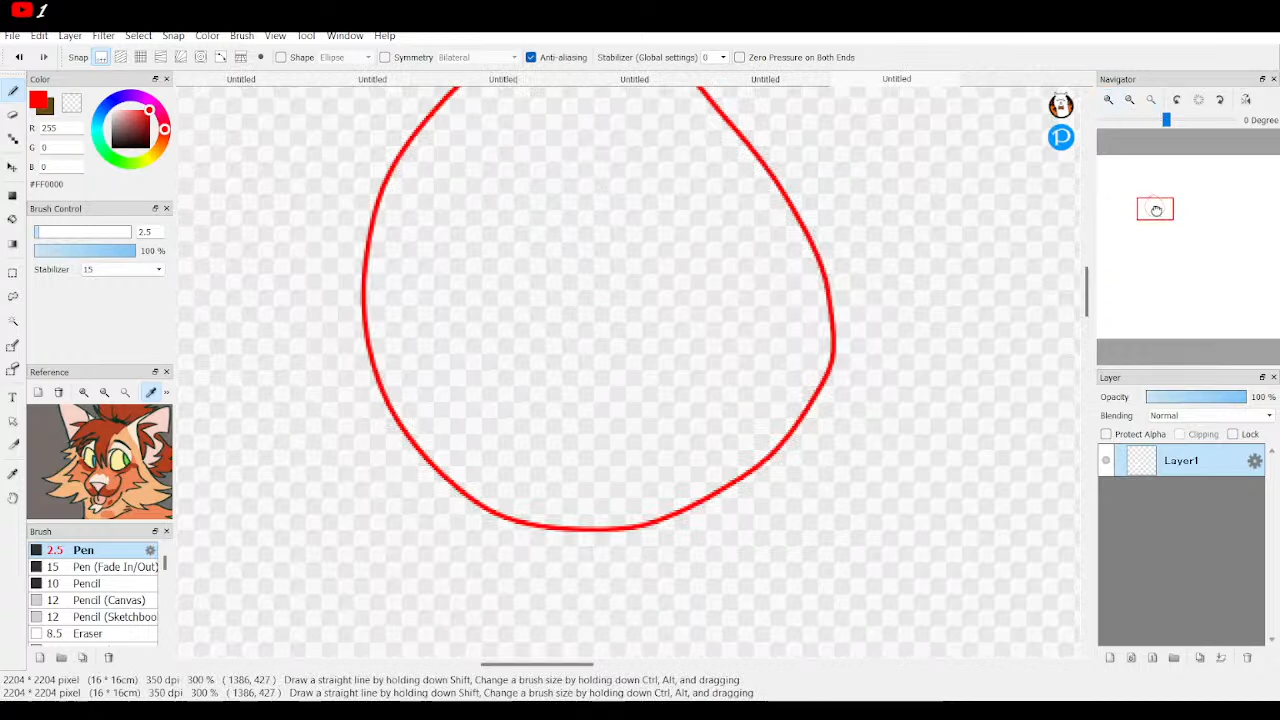 1
File Edit Layer Filter Select Snap Color Brush View Tool Window Help
Snap Shape Ellipse Symmetry Bilateral Anti-aliasing Stabilizer (Global settings) 0 Zero Pressure on Both Ends
Color
Untitled Untitled Untitled Untitled Untitled Untitled
Navigator
R 255
G 0
B 0
#FF0000
0 Degree
Brush Control
2.5
100 %
Stabilizer 15
Reference
Layer
Opacity 100 %
Blending Normal
Protect Alpha Clipping Lock
Layer1
Brush
2.5 Pen
15 Pen (Fade In/Out)
10 Pencil
12 Pencil (Canvas)
12 Pencil (Sketchboo
8.5 Eraser
2204 * 2204 pixel (16 * 16cm) 350 dpi 300 % ( 1386, 427 ) Draw a straight line by holding down Shift, Change a brush size by holding down Ctrl, Alt, and dragging
2204 * 2204 pixel (16 * 16cm) 350 dpi 300 % ( 1386, 427 ) Draw a straight line by holding down Shift, Change a brush size by holding down Ctrl, Alt, and dragging